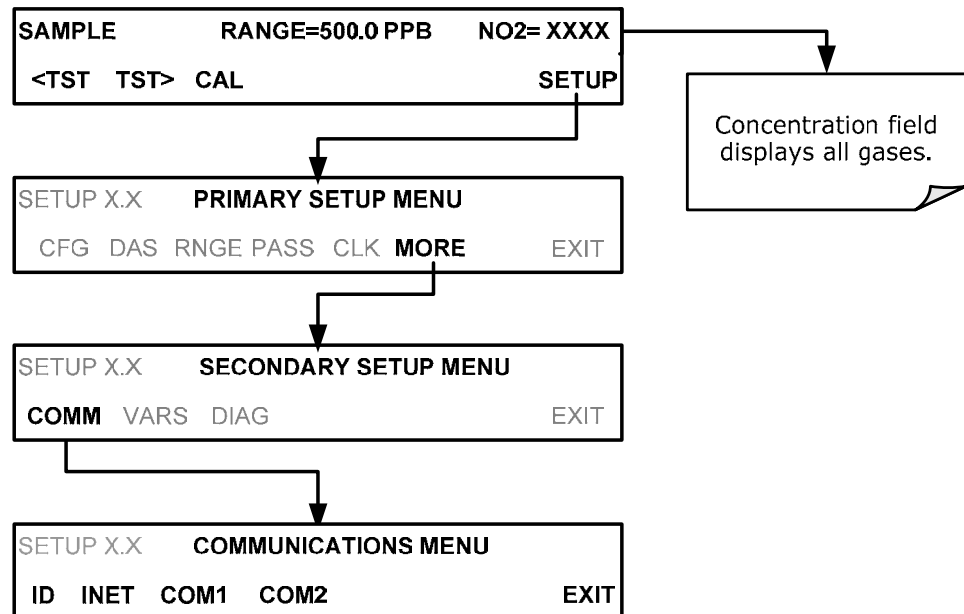 SAMPLE RANGE=500.0 PPB NO2= XXXX
<TST TST> CAL SETUP
Concentration field
displays all gases.
SETUP X.X PRIMARY SETUP MENU
CFG DAS RNGE PASS CLK MORE EXIT
SETUP X.X SECONDARY SETUP MENU
COMM VARS DIAG EXIT
SETUP X.X COMMUNICATIONS MENU
ID INET COM1 COM2 EXIT